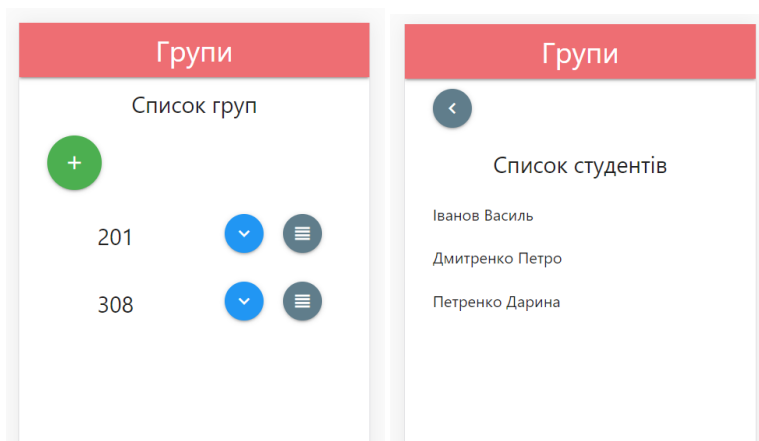 Групи
Список груп
201
308
Групи
Список студентів
Іванов Василь
Дмитренко Петро
Петренко Дарина